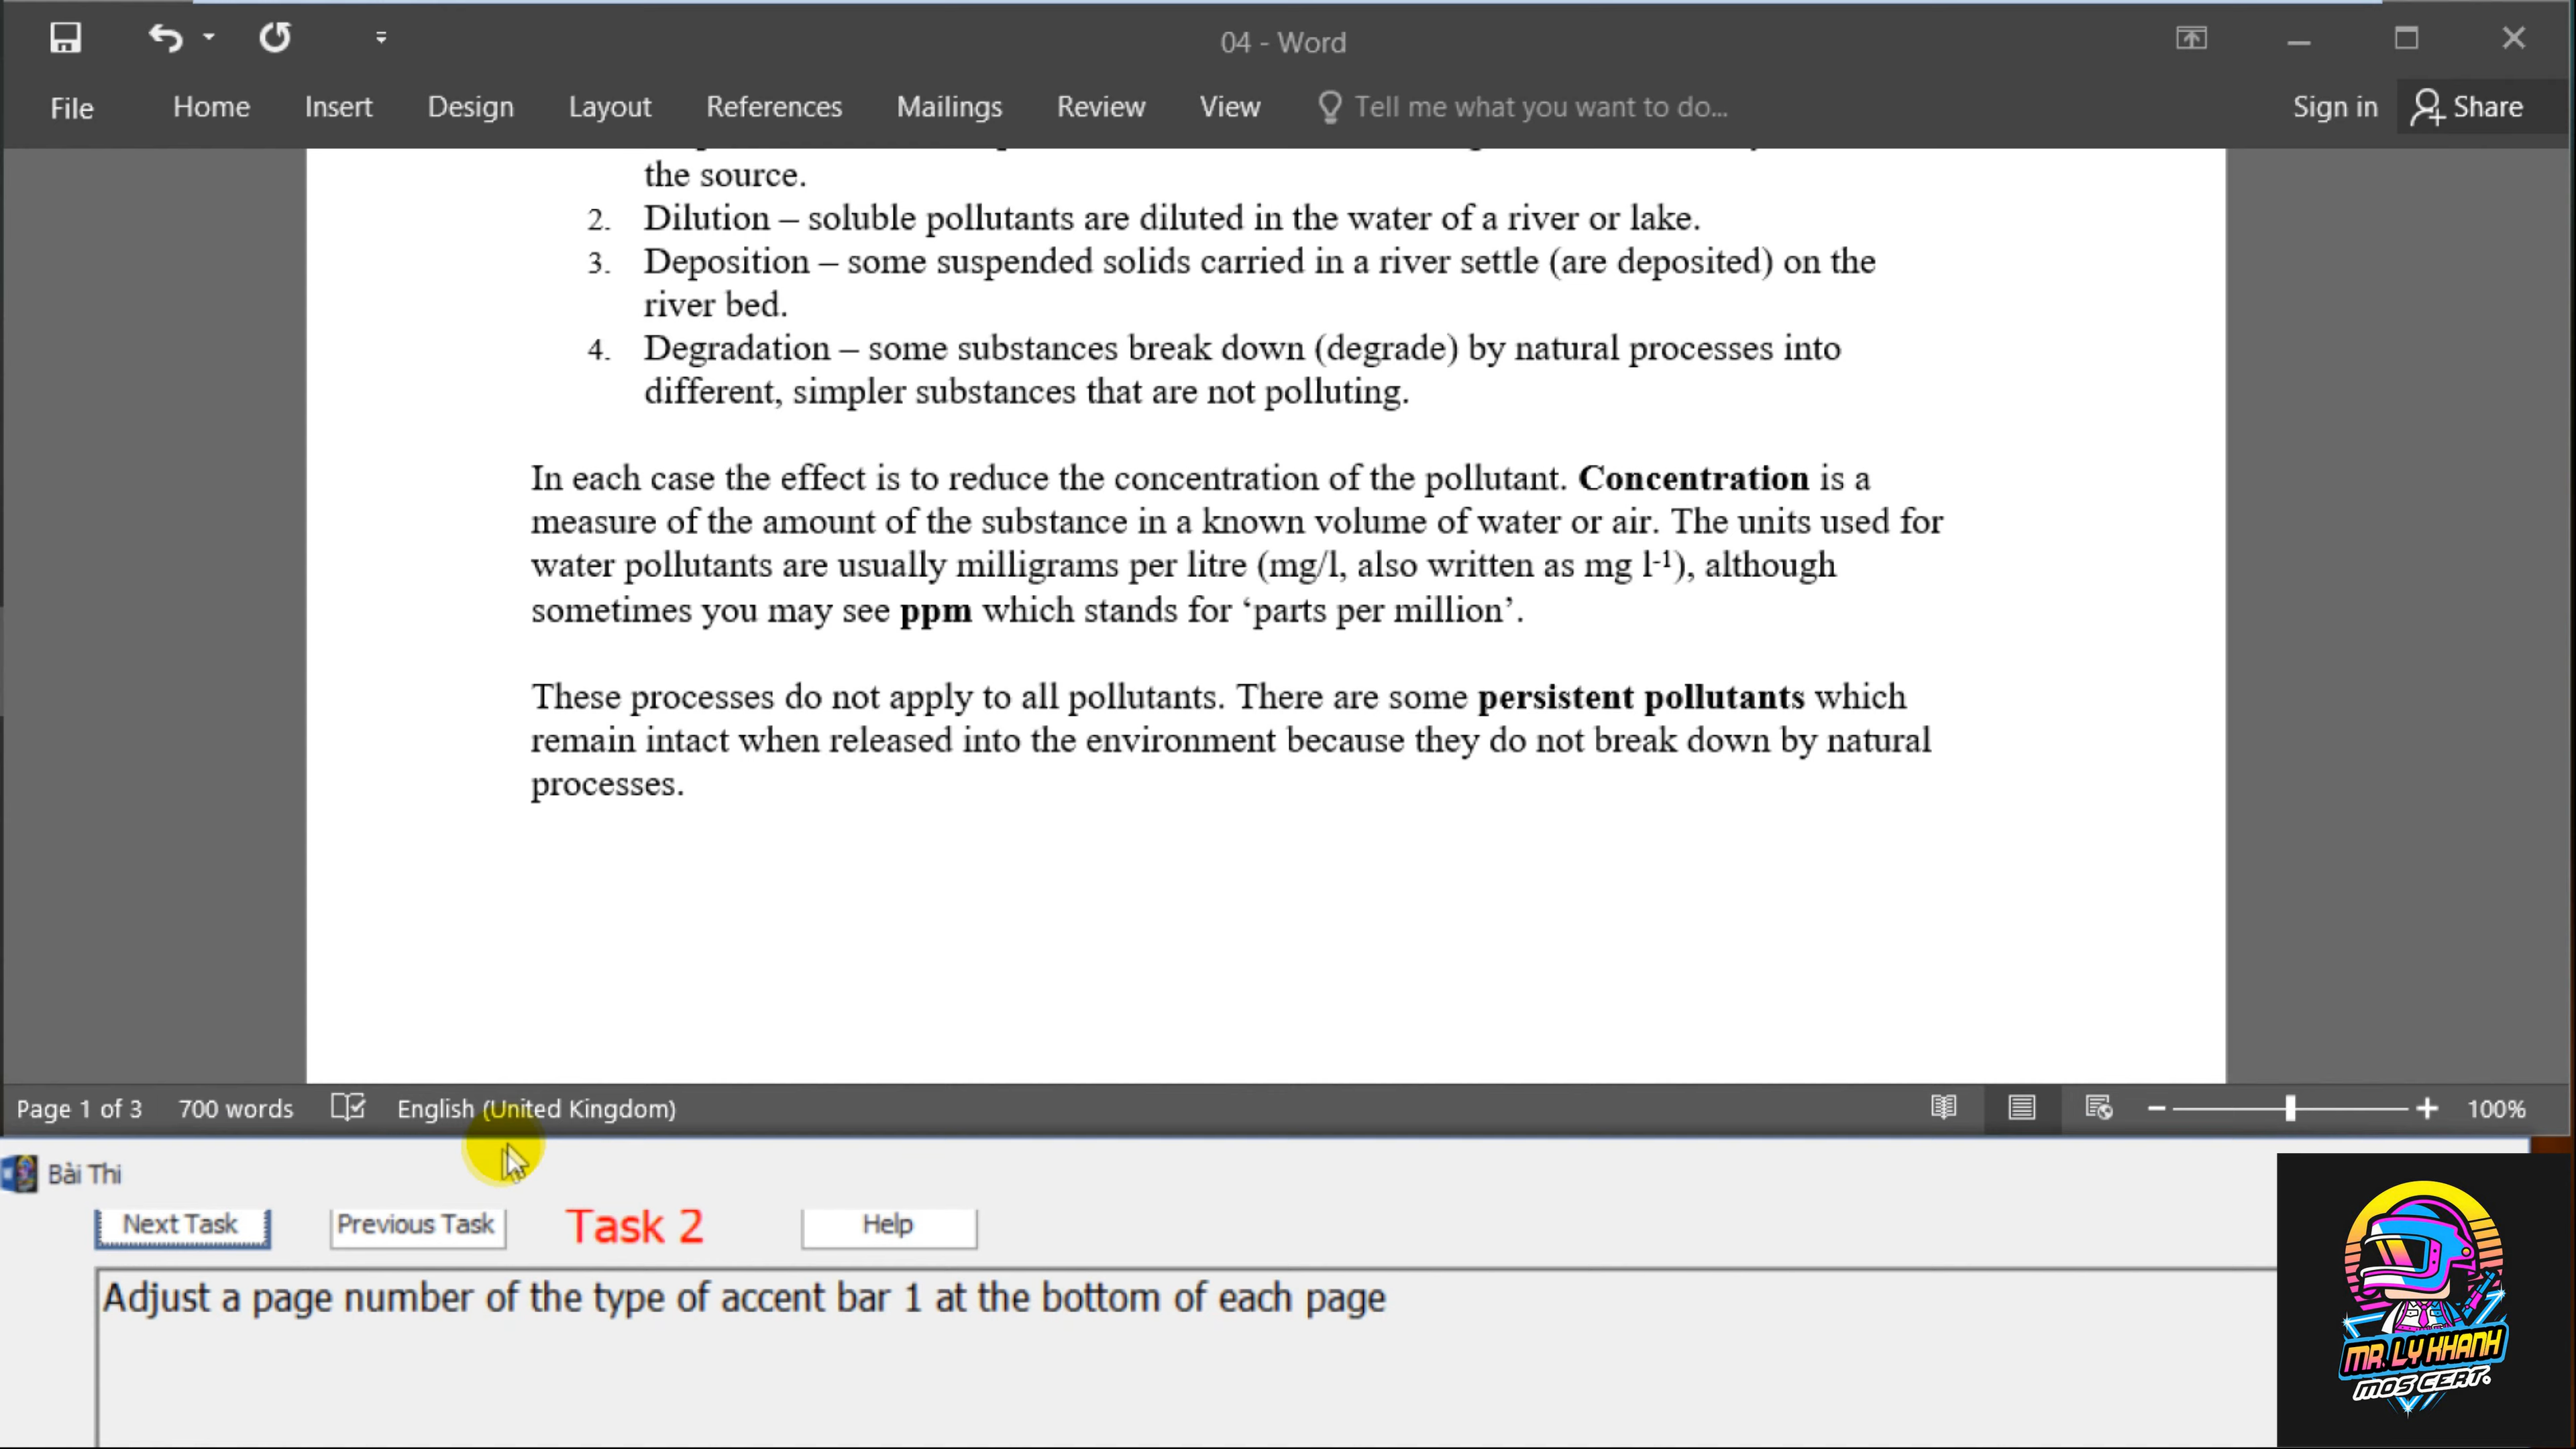 04 - Word
File Home Insert Design Layout References Mailings Review View Tell me what you want to do... Sign in Share
the source.
2. Dilution – soluble pollutants are diluted in the water of a river or lake.
3. Deposition – some suspended solids carried in a river settle (are deposited) on the
river bed.
4. Degradation – some substances break down (degrade) by natural processes into
different, simpler substances that are not polluting.
In each case the effect is to reduce the concentration of the pollutant. Concentration is a
measure of the amount of the substance in a known volume of water or air. The units used for
water pollutants are usually milligrams per litre (mg/l, also written as mg l-1), although
sometimes you may see ppm which stands for ‘parts per million’.
These processes do not apply to all pollutants. There are some persistent pollutants which
remain intact when released into the environment because they do not break down by natural
processes.
Page 1 of 3 700 words English (United Kingdom) 100%
Bài Thi
Next Task Previous Task Task 2 Help
Adjust a page number of the type of accent bar 1 at the bottom of each page
MR. LY KHANH
MOS CERT.